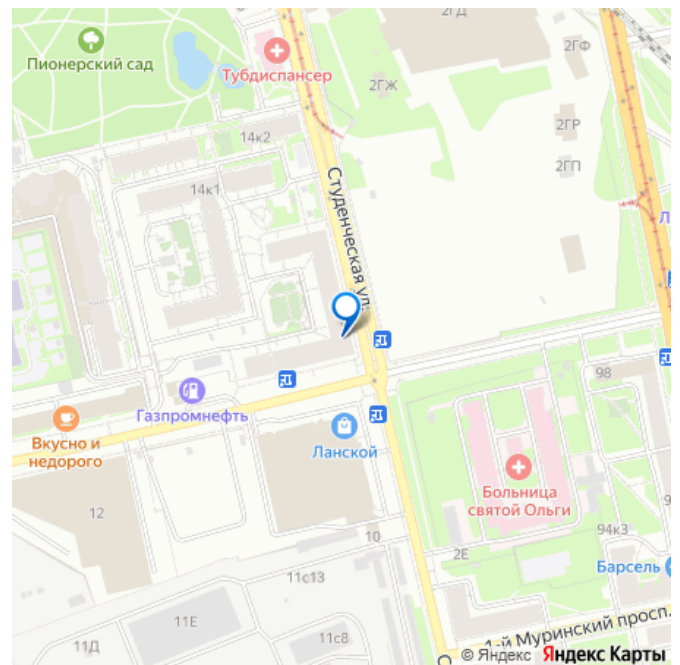 2ГД
Пионерский сад
Тубдиспансер
2ГФ
2ГЖ
2ГР
14к2
2ГП
14к1
Студенческая ул.
Газпромнефть
98
Вкусно и
недорого
Ланской
Больница
святой Ольги
12
10
94к3
2Е
11с13
Барсель
11Е
1-й Муринский просп.
11с8
11Д
© Яндекс Яндекс Карты